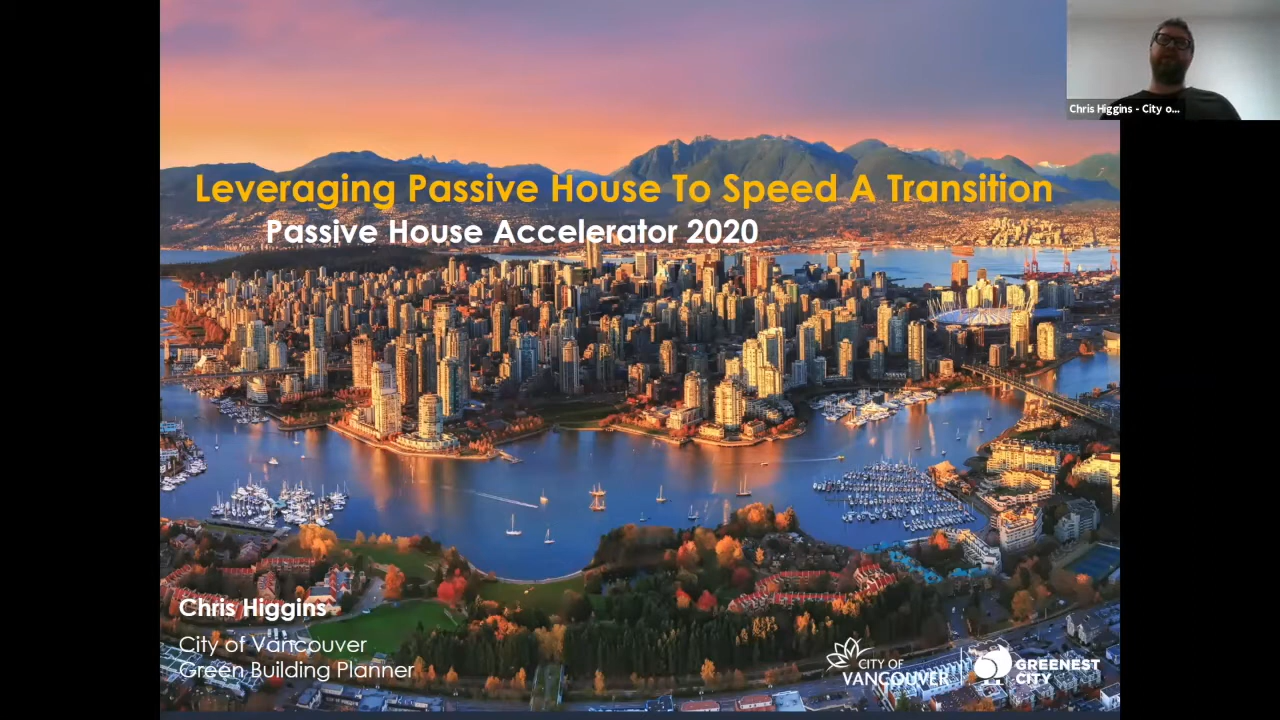 Chris Higgins - City o...
Leveraging Passive House To Speed A Transition
Passive House Accelerator 2020
Chris Higgins
City of Vancouver
Green Building Planner
CITY OF
VANCOUVER
GREENEST
CITY